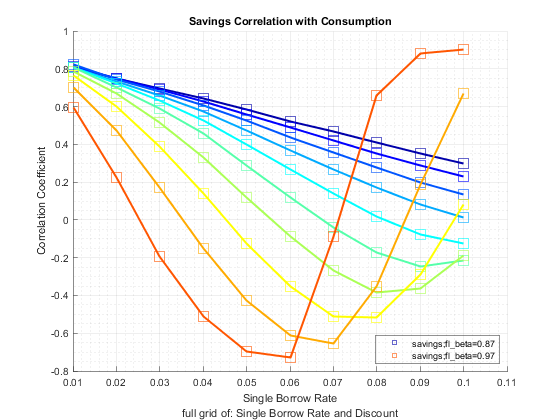 Savings Correlation with Consumption
Correlation Coefficient
1
0.8
0.6
0.4
0.2
0
-0.2
-0.4
-0.6
-0.8
0.01 0.02 0.03 0.04 0.05 0.06 0.07 0.08 0.09 0.1 0.11
savings;fl_beta=0.87
savings;fl_beta=0.97
Single Borrow Rate
full grid of: Single Borrow Rate and Discount